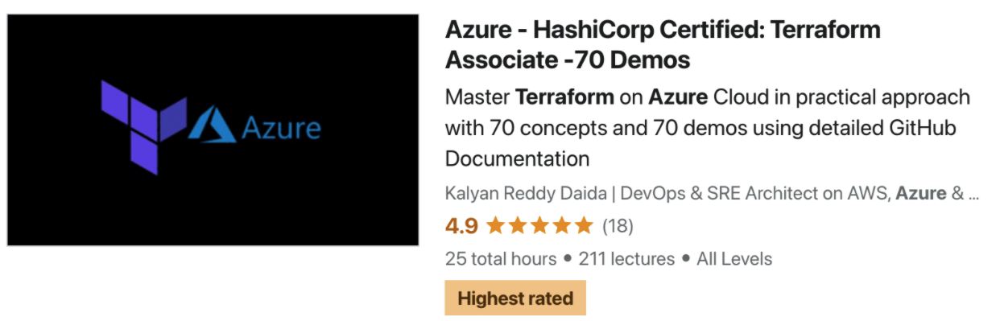 Azure
Azure - HashiCorp Certified: Terraform
Associate -70 Demos
Master Terraform on Azure Cloud in practical approach
with 70 concepts and 70 demos using detailed GitHub
Documentation
Kalyan Reddy Daida | DevOps & SRE Architect on AWS, Azure & ...
4.9 (18)
25 total hours • 211 lectures • All Levels
Highest rated